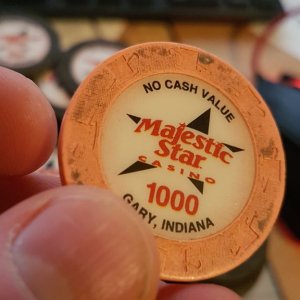 NO CASH VALUE
Majestic
Star
CASINO
1000
GARY, INDIANA